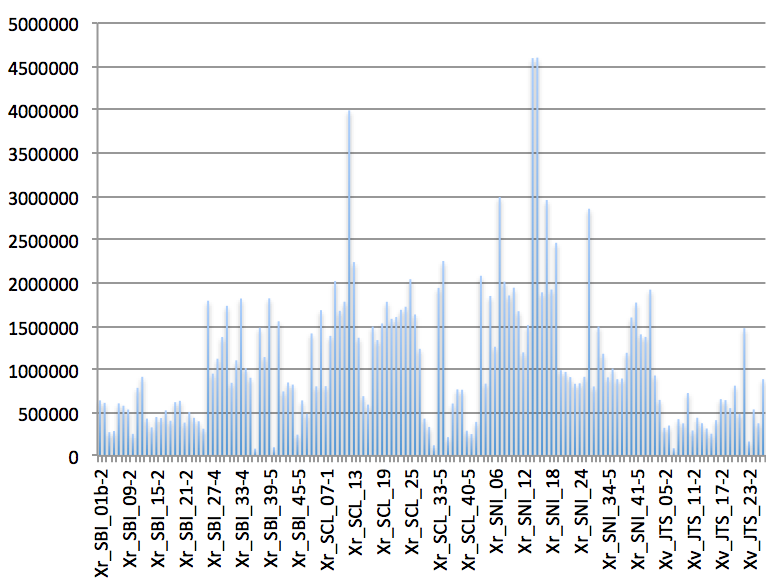 5000000
4500000
4000000
3500000
3000000
2500000
2000000
1500000
1000000
500000
0
Xr_SBI_01b-2
Xr_SBI_09-2
Xr_SBI_15-2
Xr_SBI_21-2
Xr_SBI_27-4
Xr_SBI_33-4
Xr_SBI_39-5
Xr_SBI_45-5
Xr_SCL_07-1
Xr_SCL_13
Xr_SCL_19
Xr_SCL_25
Xr_SCL_33-5
Xr_SCL_40-5
Xr_SNI_06
Xr_SNI_12
Xr_SNI_18
Xr_SNI_24
Xr_SNI_34-5
Xr_SNI_41-5
Xv_JTS_05-2
Xv_JTS_11-2
Xv_JTS_17-2
Xv_JTS_23-2